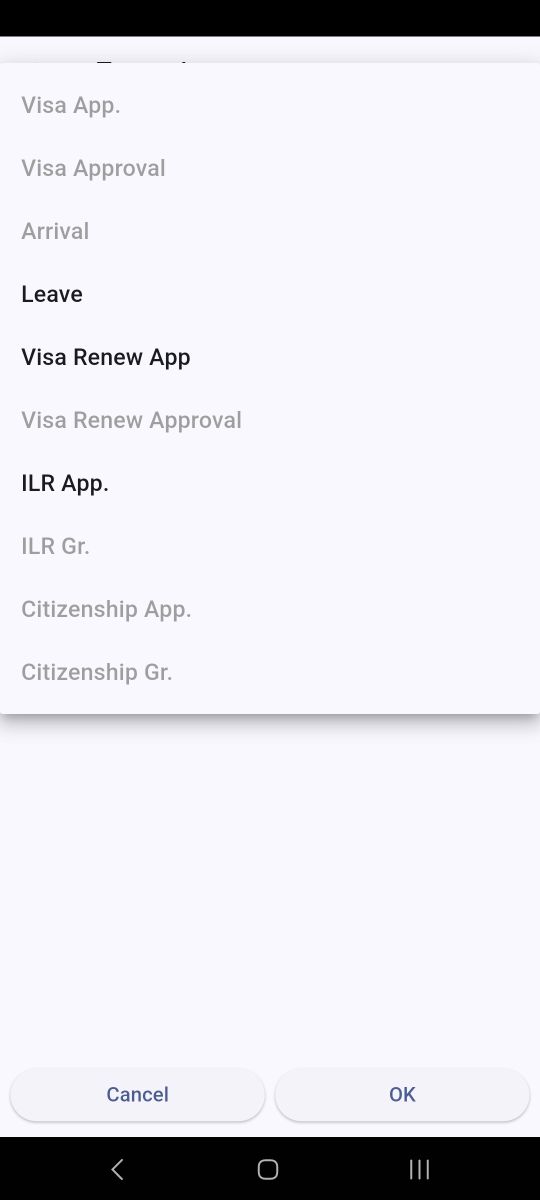 Visa App.
Visa Approval
Arrival
Leave
Visa Renew App
Visa Renew Approval
ILR App.
ILR Gr.
Citizenship App.
Citizenship Gr.
Cancel
OK